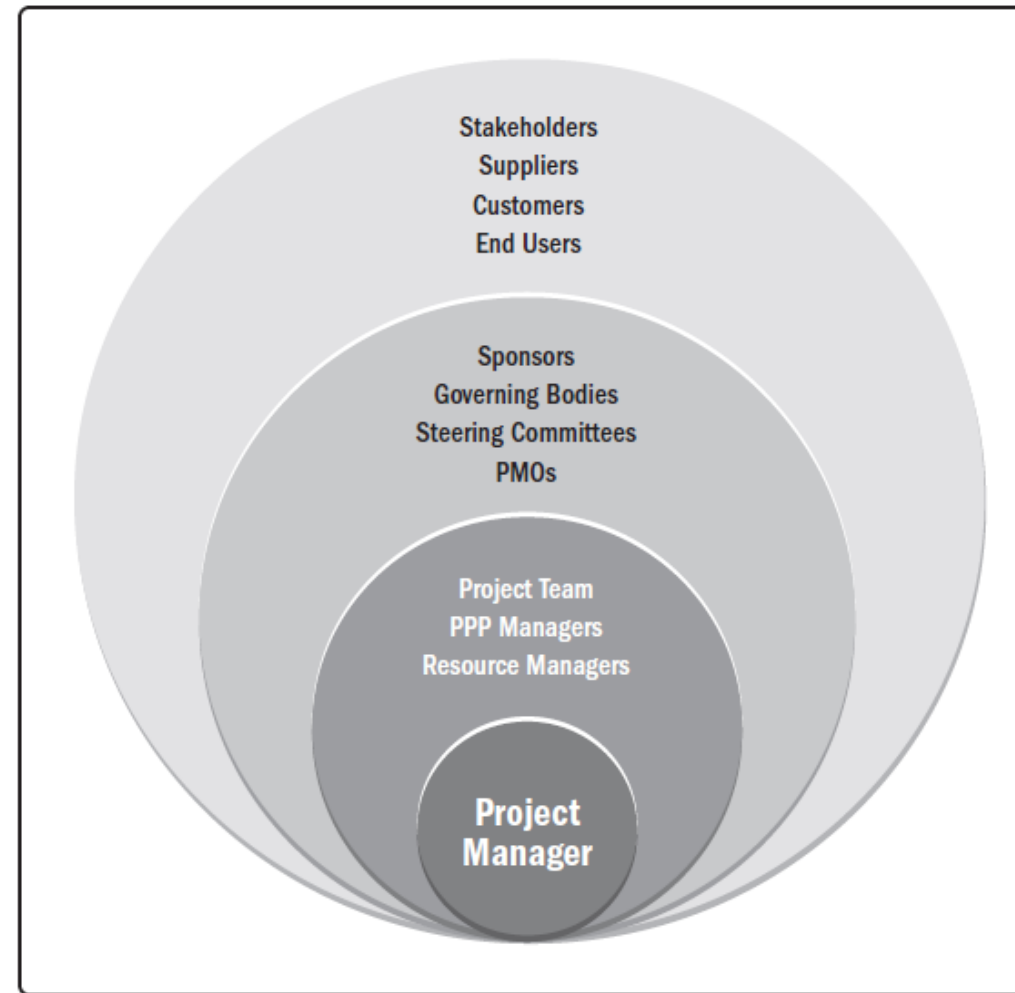 Stakeholders
Suppliers
Customers
End Users
Sponsors
Governing Bodies
Steering Committees
PMOs
Project Team
PPP Managers
Resource Managers
Project
Manager